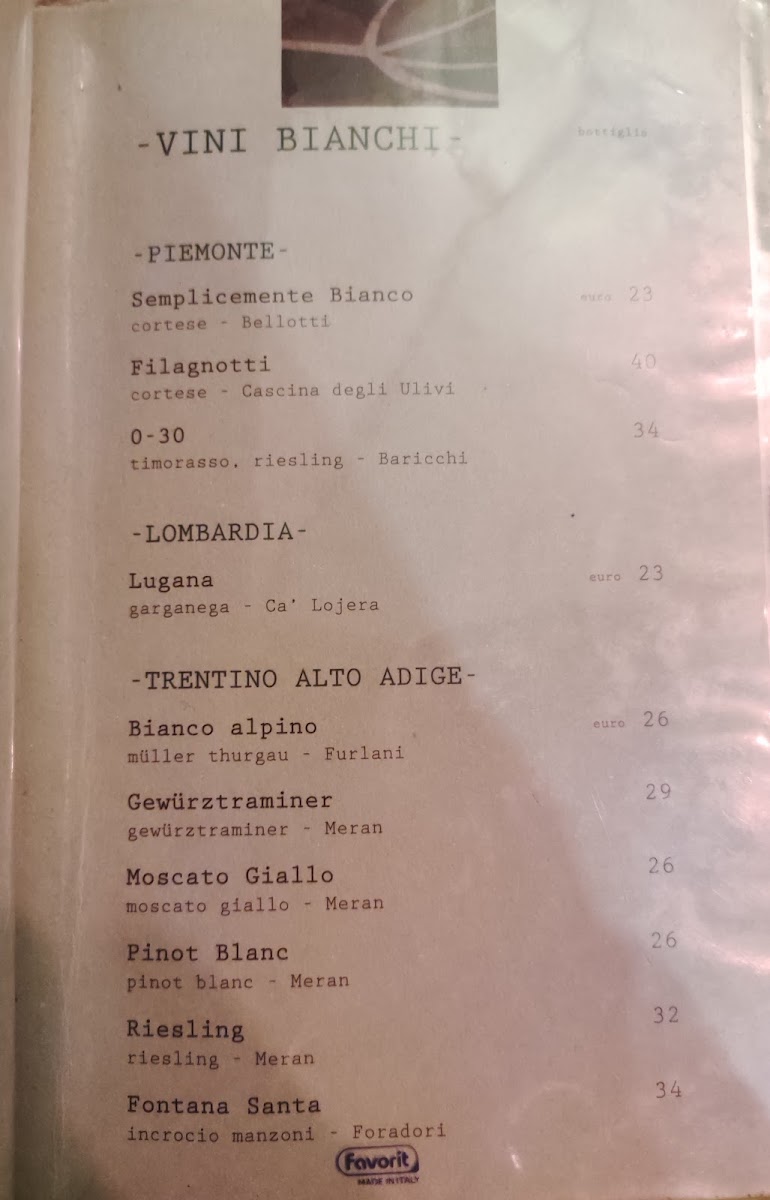 -VINI BIANCHI- bottiglia
-PIEMONTE-
Semplicemente Bianco euro 23
cortese - Bellotti
Filagnotti 40
cortese - Cascina degli Ulivi
0-30 34
timorasso, riesling - Baricchi
-LOMBARDIA-
Lugana euro 23
garganega - Ca' Lojera
-TRENTINO ALTO ADIGE-
Bianco alpino euro 26
müller thurgau - Furlani
Gewürztraminer 29
gewürztraminer - Meran
Moscato Giallo 26
moscato giallo - Meran
Pinot Blanc 26
pinot blanc - Meran
Riesling 32
riesling - Meran
Fontana Santa 34
incrocio manzoni - Foradori
favorit
MADE IN ITALY